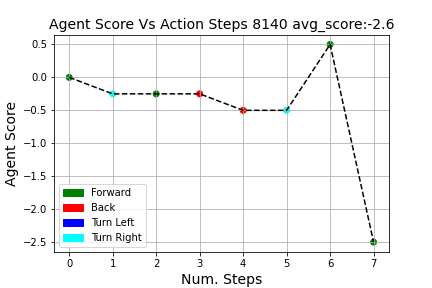 Agent Score Vs Action Steps 8140 avg_score:-2.6
Agent Score
0.5
0.0
−0.5
−1.0
−1.5
−2.0
−2.5
Forward
Back
Turn Left
Turn Right
0 1 2 3 4 5 6 7
Num. Steps